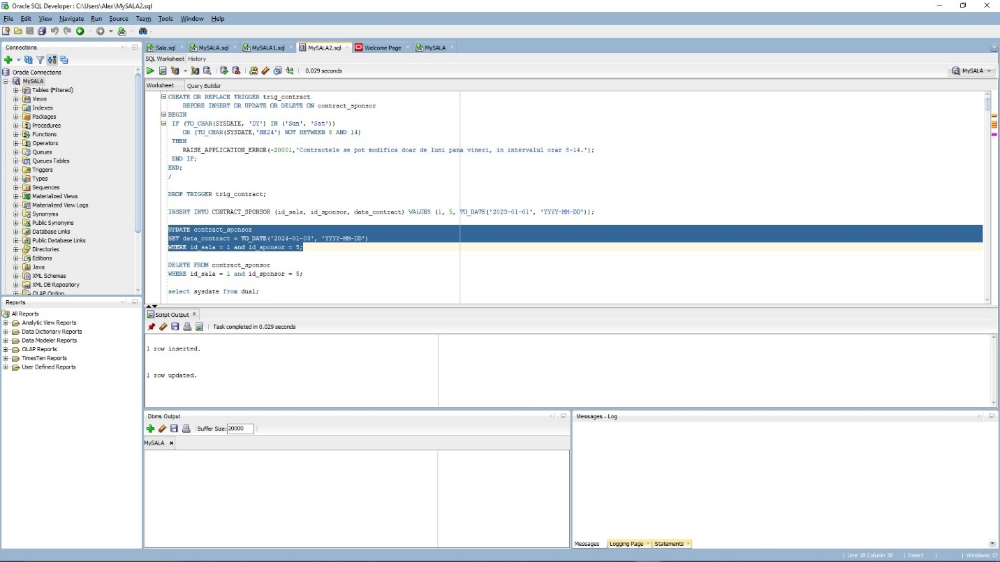 Oracle SQL Developer : C:\Users\Alex\MySALA2.sql
File Edit View Navigate Run Source Team Tools Window Help
Connections
Oracle Connections
MySALA
Tables (Filtered)
Views
Indexes
Packages
Procedures
Functions
Operators
Queues
Queues Tables
Triggers
Types
Sequences
Materialized Views
Materialized View Logs
Synonyms
Public Synonyms
Database Links
Public Database Links
Directories
Editions
Java
XML Schemas
XML DB Repository
OLAP Option
Reports
All Reports
Analytic View Reports
Data Dictionary Reports
Data Modeler Reports
OLAP Reports
TimesTen Reports
User Defined Reports
Sala.sql MySALA.sql MySALA1.sql MySALA2.sql Welcome Page MySALA
SQL Worksheet History
0.029 seconds MySALA
Worksheet Query Builder
CREATE OR REPLACE TRIGGER trig_contract
BEFORE INSERT OR UPDATE OR DELETE ON contract_sponsor
BEGIN
IF (TO_CHAR(SYSDATE, 'DY') IN ('Sun', 'Sat'))
OR (TO_CHAR(SYSDATE,'HH24') NOT BETWEEN 8 AND 14)
THEN
RAISE_APPLICATION_ERROR(-20001,'Contractele se pot modifica doar de luni pana vineri, in intervalul orar 8-14.');
END IF;
END;
/
DROP TRIGGER trig_contract;
INSERT INTO CONTRACT_SPONSOR (id_sala, id_sponsor, data_contract) VALUES (1, 5, TO_DATE('2023-01-01', 'YYYY-MM-DD'));
UPDATE contract_sponsor
SET data_contract = TO_DATE('2024-01-03', 'YYYY-MM-DD')
WHERE id_sala = 1 and id_sponsor = 5;
DELETE FROM contract_sponsor
WHERE id_sala = 1 and id_sponsor = 5;
select sysdate from dual;
Script Output
Task completed in 0.029 seconds
1 row inserted.
1 row updated.
Dbms Output
Buffer Size: 20000
MySALA
Messages - Log
Messages Logging Page Statements
Line 18 Column 38 Insert Windows: C